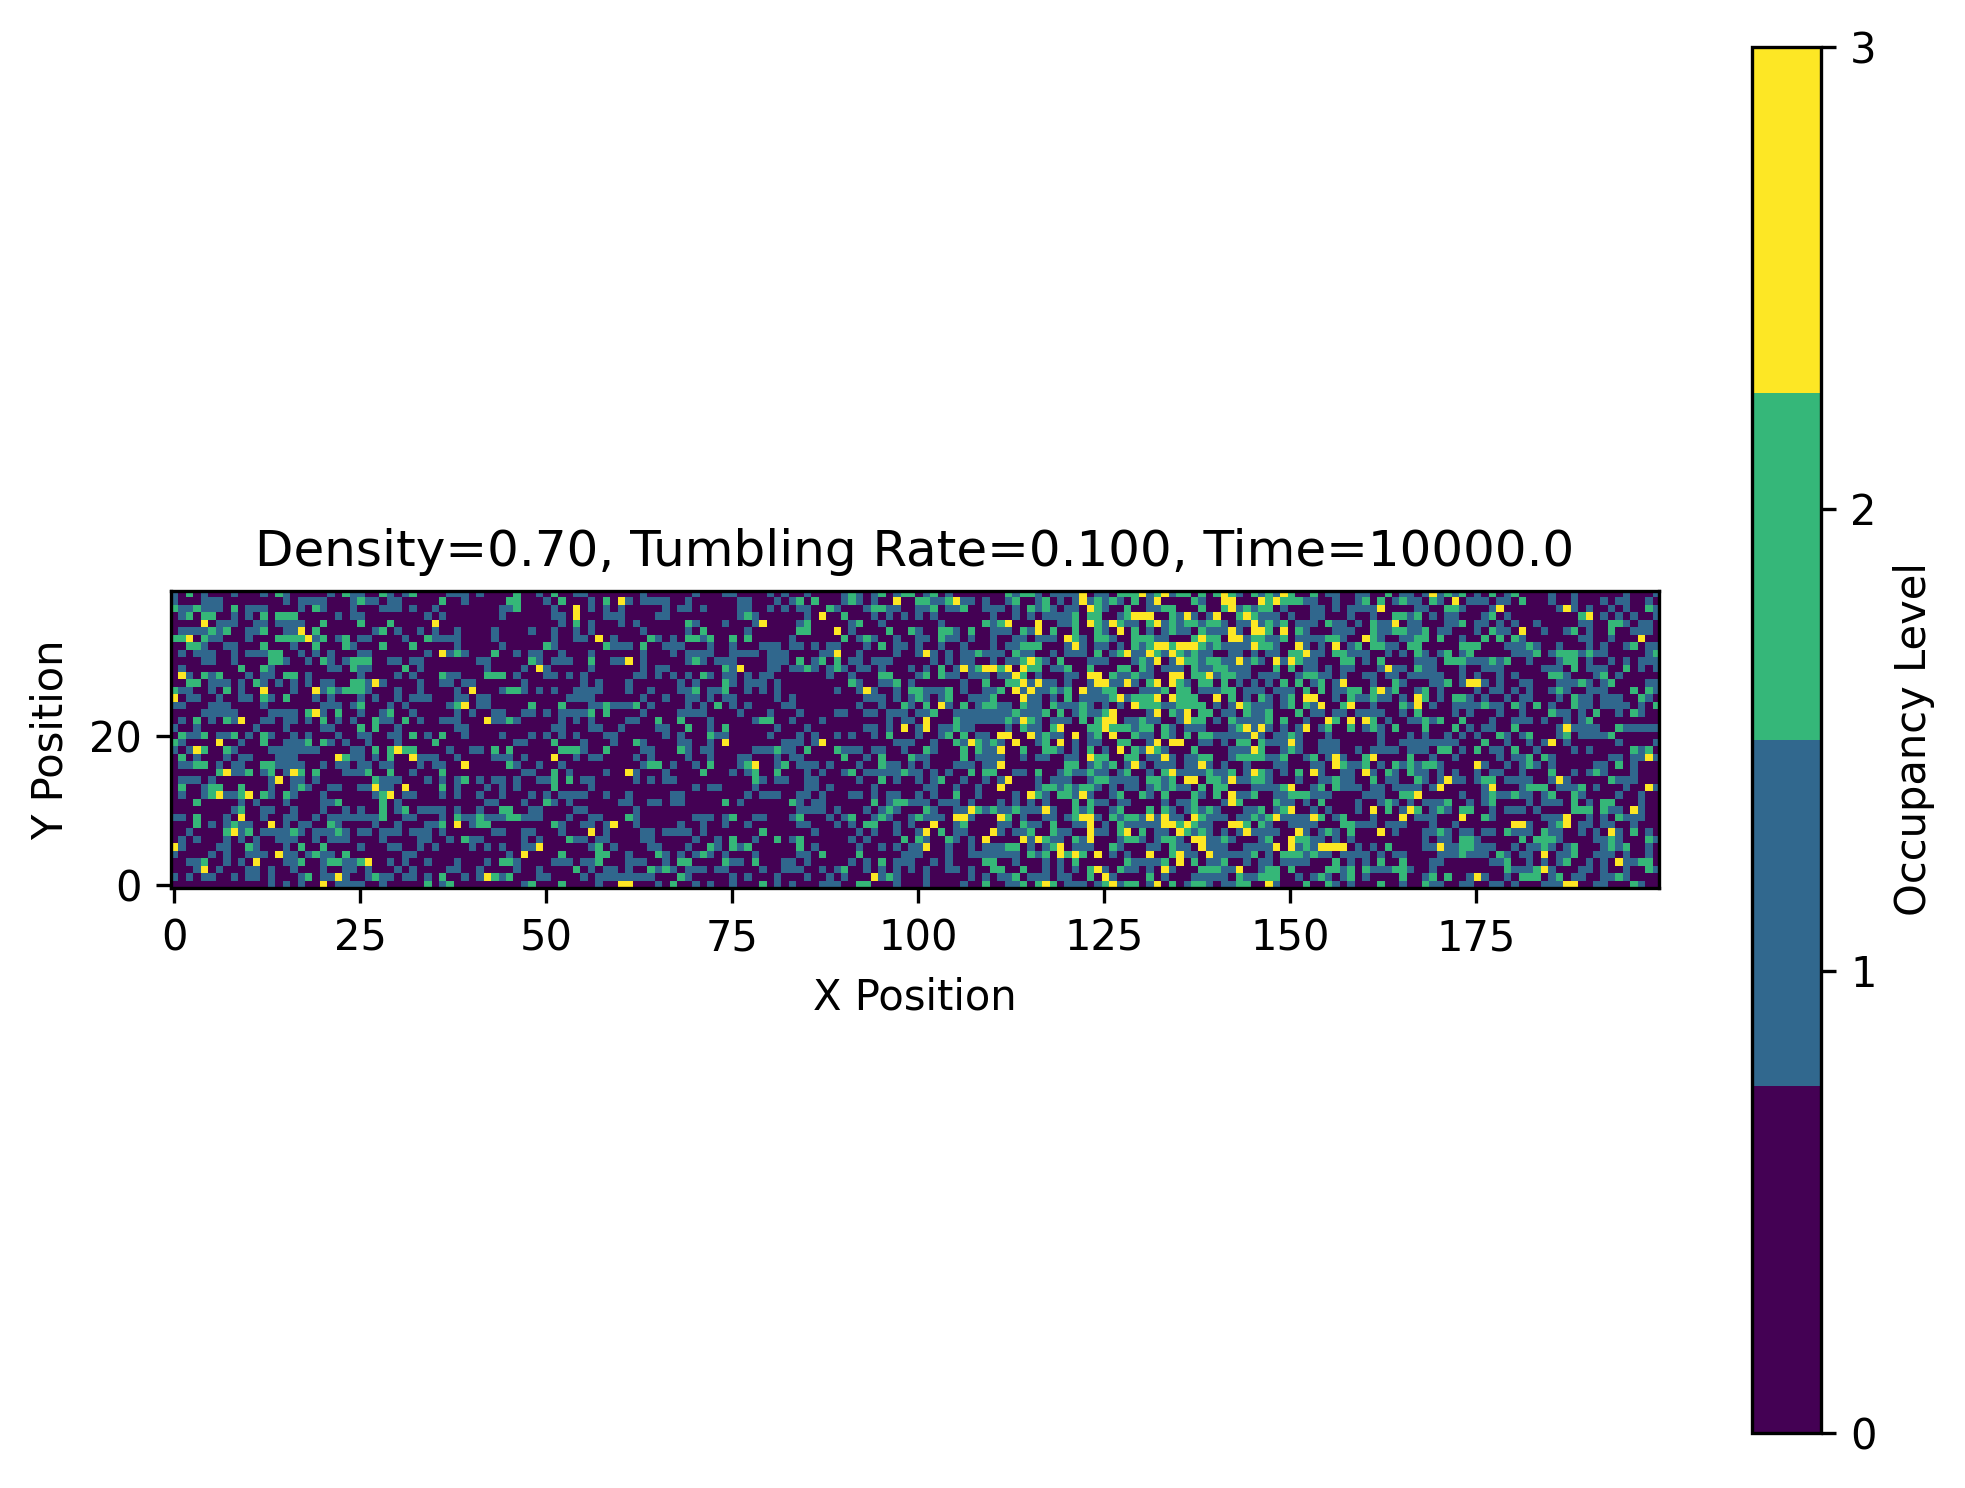 Density=0.70, Tumbling Rate=0.100, Time=10000.0
Y Position
20
0
0 25 50 75 100 125 150 175
X Position
3
2
1
0
Occupancy Level